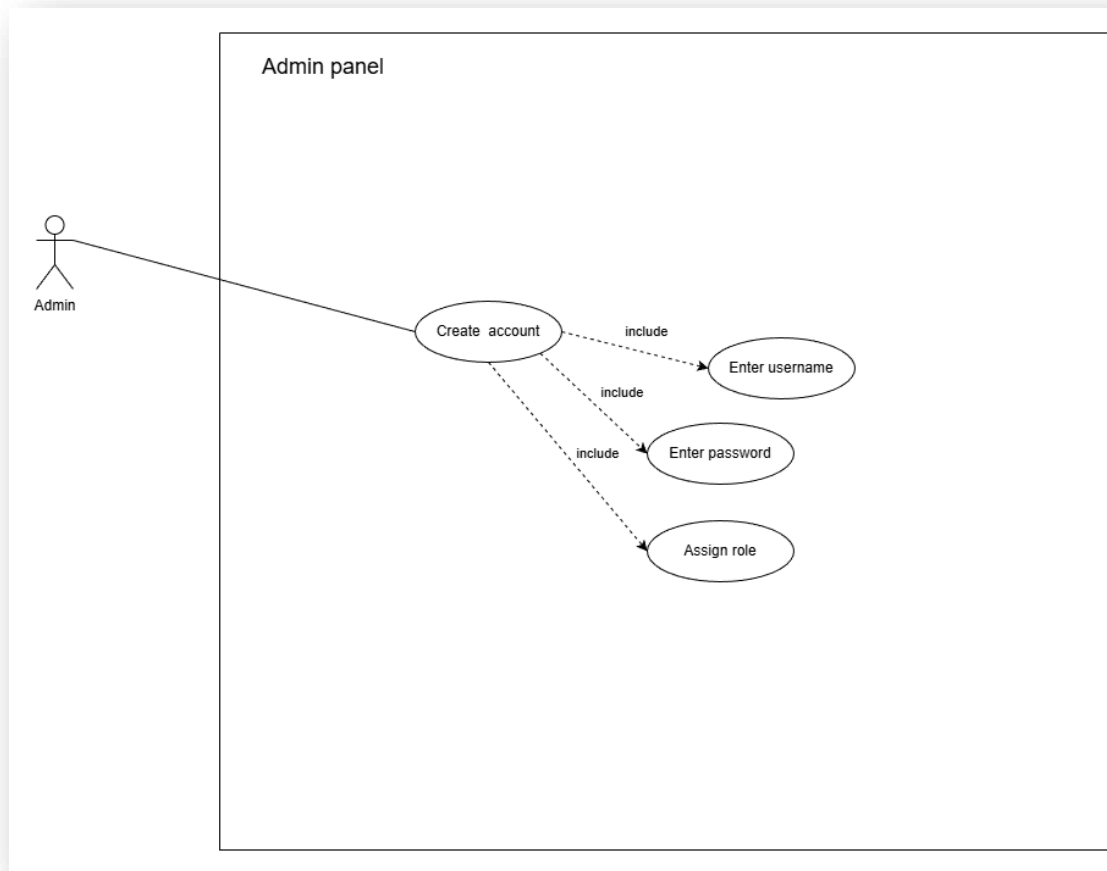 Admin panel
Admin
Create  account
include
Enter username
include
Enter password
include
Assign role